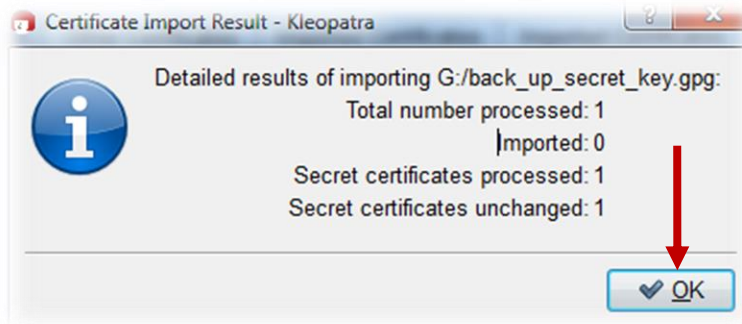 Certificate Import Result - Kleopatra
Detailed results of importing G:/back_up_secret_key.gpg:
Total number processed: 1
Imported: 0
Secret certificates processed: 1
Secret certificates unchanged: 1
OK